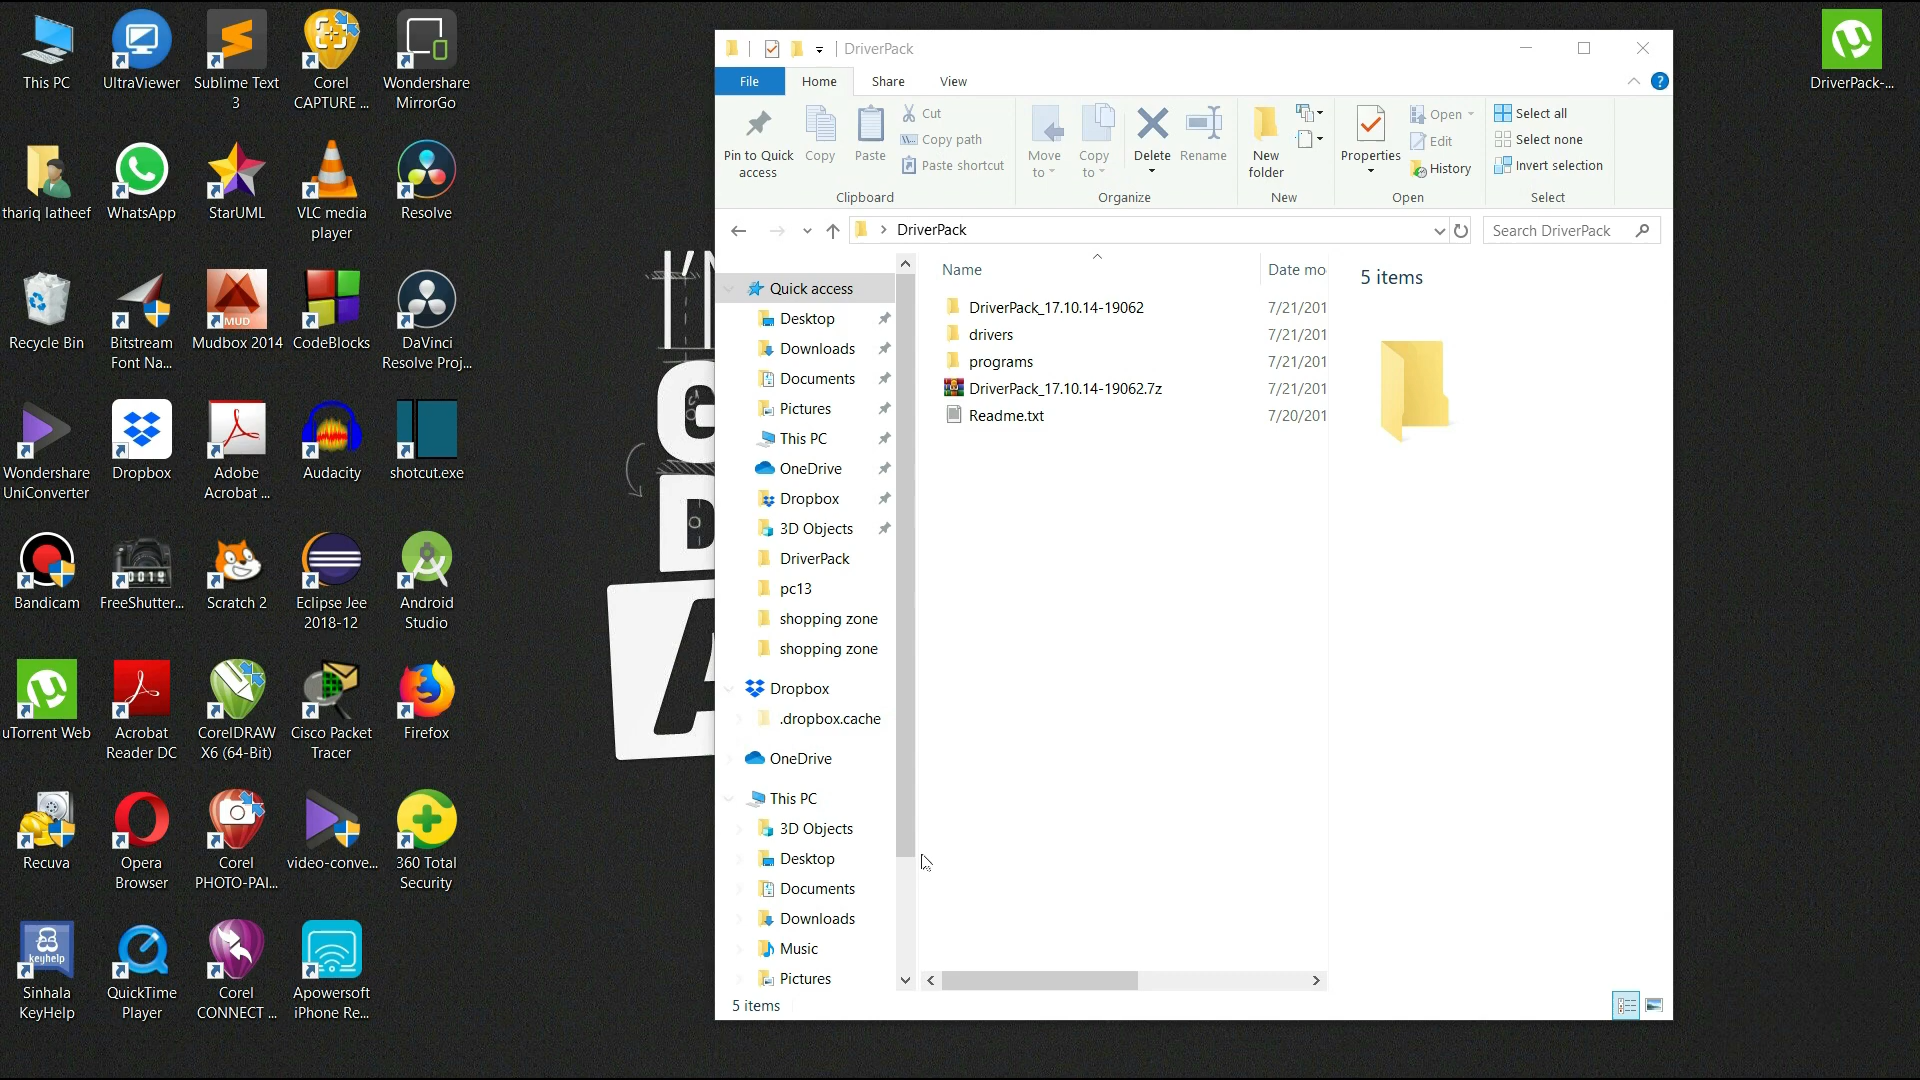 This PC
UltraViewer
Sublime Text
3
Corel
CAPTURE ...
Wondershare
MirrorGo
thariq latheef
WhatsApp
StarUML
VLC media
player
Resolve
Recycle Bin
Bitstream
Font Na...
MUD
Mudbox 2014
CodeBlocks
DaVinci
Resolve Proj...
Wondershare
UniConverter
Dropbox
Adobe
Acrobat ...
Audacity
shotcut.exe
Bandicam
0019
FreeShutter...
Scratch 2
Eclipse Jee
2018-12
Android
Studio
uTorrent Web
Acrobat
Reader DC
CorelDRAW
X6 (64-Bit)
Cisco Packet
Tracer
Firefox
Recuva
Opera
Browser
Corel
PHOTO-PAI...
video-conve...
360 Total
Security
keyhelp
Sinhala
KeyHelp
QuickTime
Player
Corel
CONNECT ...
Apowersoft
iPhone Re...
DriverPack-...
I'M
G
D
A
DriverPack
File Home Share View
Pin to Quick
access
Copy
Paste
Cut
Copy path
Paste shortcut
Clipboard
Move
to
Copy
to
Delete
Rename
Organize
New
folder
New
Properties
Open
Edit
History
Open
Select all
Select none
Invert selection
Select
DriverPack
Search DriverPack
Quick access
Desktop
Downloads
Documents
Pictures
This PC
OneDrive
Dropbox
3D Objects
DriverPack
pc13
shopping zone
shopping zone
Dropbox
.dropbox.cache
OneDrive
This PC
3D Objects
Desktop
Documents
Downloads
Music
Pictures
Name Date mo
DriverPack_17.10.14-19062 7/21/201
drivers 7/21/201
programs 7/21/201
DriverPack_17.10.14-19062.7z 7/21/201
Readme.txt 7/20/201
5 items
5 items